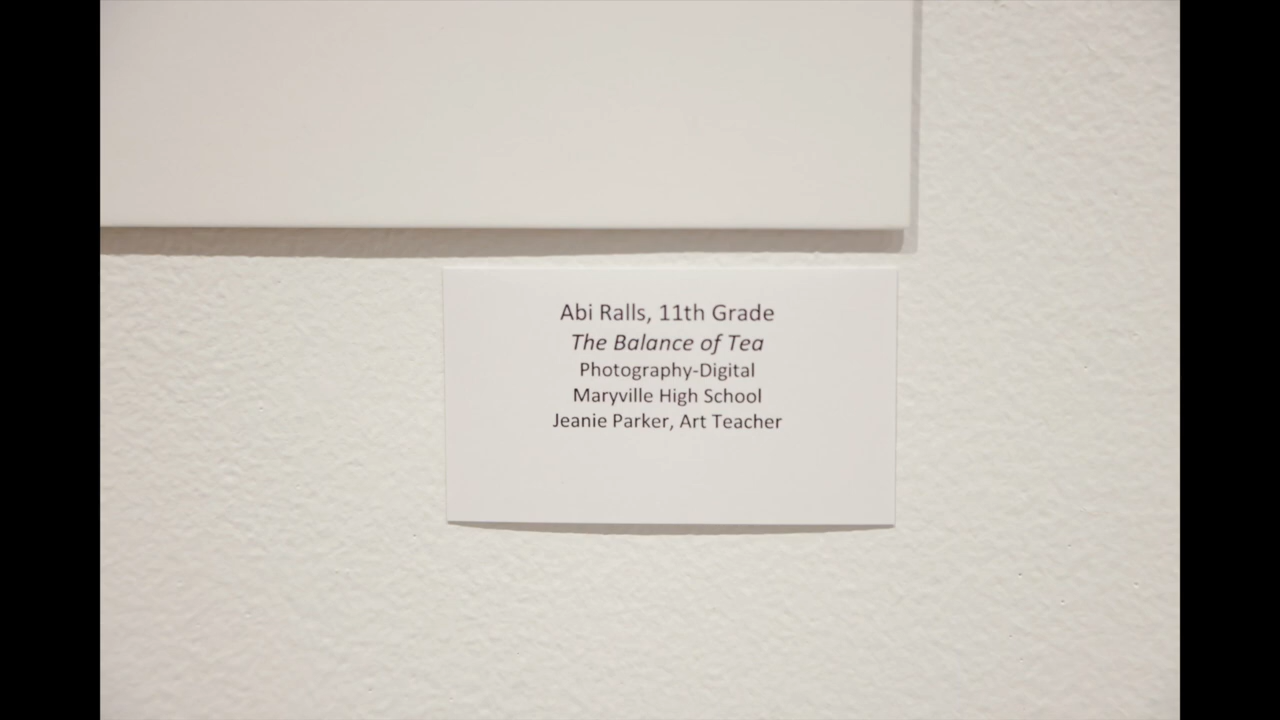 Abi Ralls, 11th Grade
The Balance of Tea
Photography-Digital
Maryville High School
Jeanie Parker, Art Teacher